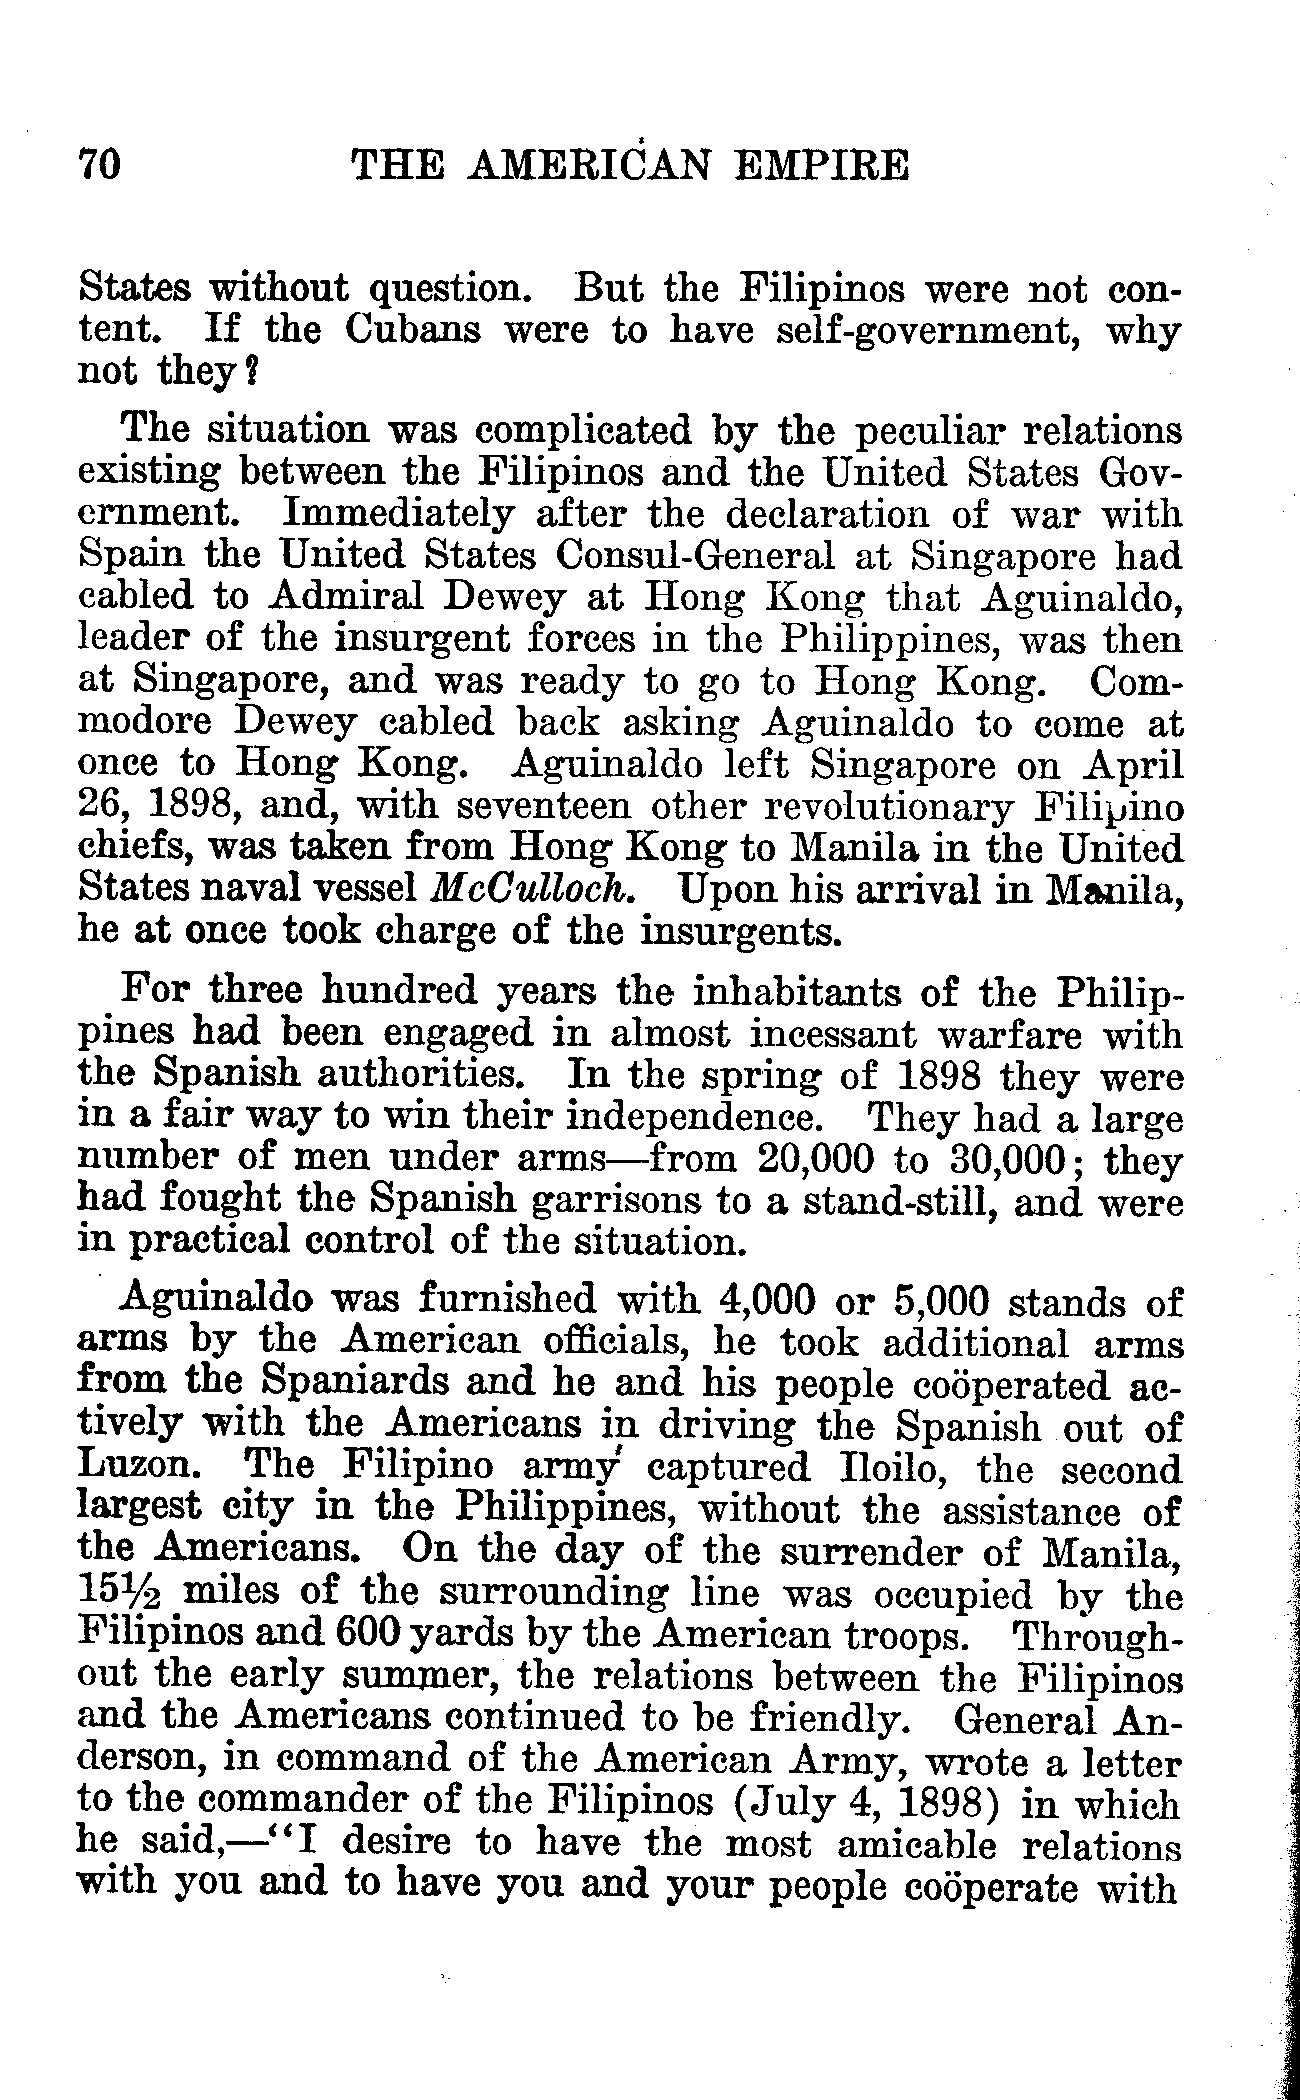 70 THE AMERICAN EMPIRE
States without question. But the Filipinos were not con-
tent. If the Cubans were to have self-government, why
not they?
The situation was complicated by the peculiar relations
existing between the Filipinos and the United States Gov-
ernment. Immediately after the declaration of war with
Spain the United States Consul-General at Singapore had
cabled to Admiral Dewey at Hong Kong that Aguinaldo,
leader of the insurgent forces in the Philippines, was then
at Singapore, and was ready to go to Hong Kong. Com-
modore Dewey cabled back asking Aguinaldo to come at
once to Hong Kong. Aguinaldo left Singapore on April
26, 1898, and, with seventeen other revolutionary Filipino
chiefs, was taken from Hong Kong to Manila in the United
States naval vessel McCulloch. Upon his arrival in Manila,
he at once took charge of the insurgents.
For three hundred years the inhabitants of the Philip-
pines had been engaged in almost incessant warfare with
the Spanish authorities. In the spring of 1898 they were
in a fair way to win their independence. They had a large
number of men under arms—from 20,000 to 30,000; they
had fought the Spanish garrisons to a stand-still, and were
in practical control of the situation.
Aguinaldo was furnished with 4,000 or 5,000 stands of
arms by the American officials, he took additional arms
from the Spaniards and he and his people coöperated ac-
tively with the Americans in driving the Spanish out of
Luzon. The Filipino army captured Iloilo, the second
largest city in the Philippines, without the assistance of
the Americans. On the day of the surrender of Manila,
15½ miles of the surrounding line was occupied by the
Filipinos and 600 yards by the American troops. Through-
out the early summer, the relations between the Filipinos
and the Americans continued to be friendly. General An-
derson, in command of the American Army, wrote a letter
to the commander of the Filipinos (July 4, 1898) in which
he said,—"I desire to have the most amicable relations
with you and to have you and your people coöperate with